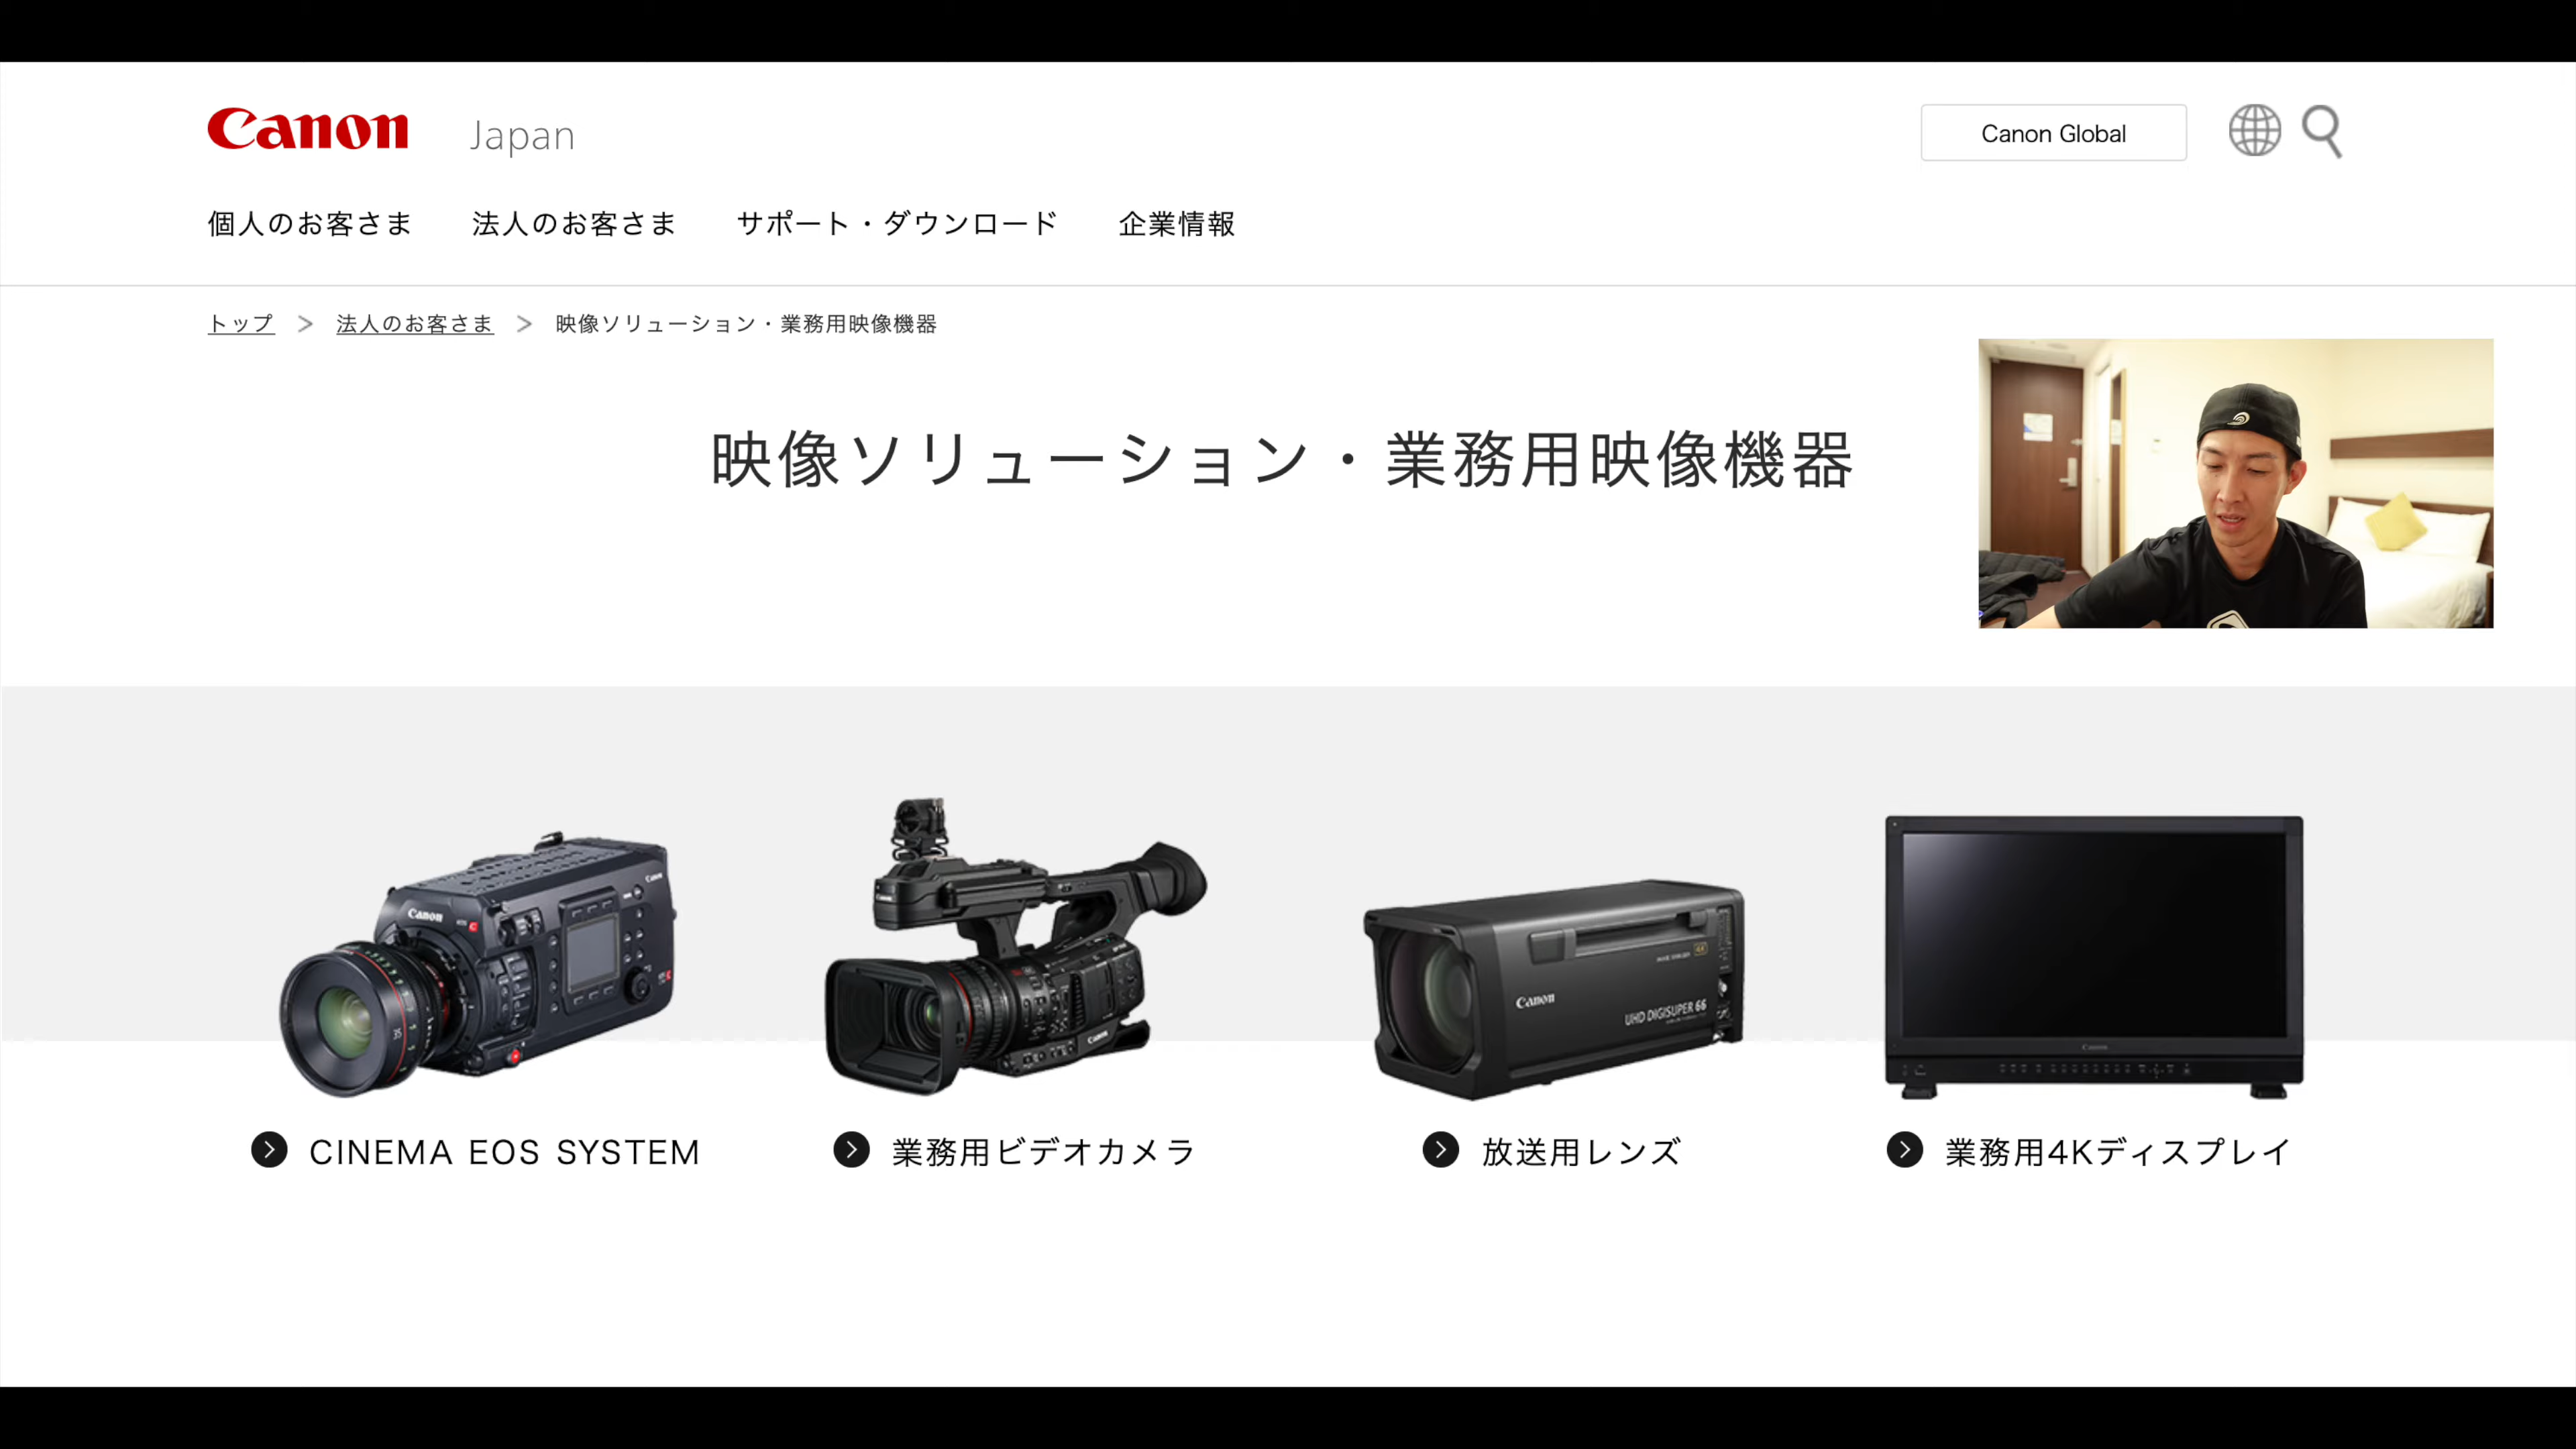 Canon Japan
Canon Global
個人のお客さま 法人のお客さま サポート・ダウンロード 企業情報
トップ > 法人のお客さま > 映像ソリューション・業務用映像機器
映像ソリューション・業務用映像機器
Canon
Canon
35
Canon
Canon
UHD DIGISUPER 66
Canon
CINEMA EOS SYSTEM
業務用ビデオカメラ
放送用レンズ
業務用4Kディスプレイ